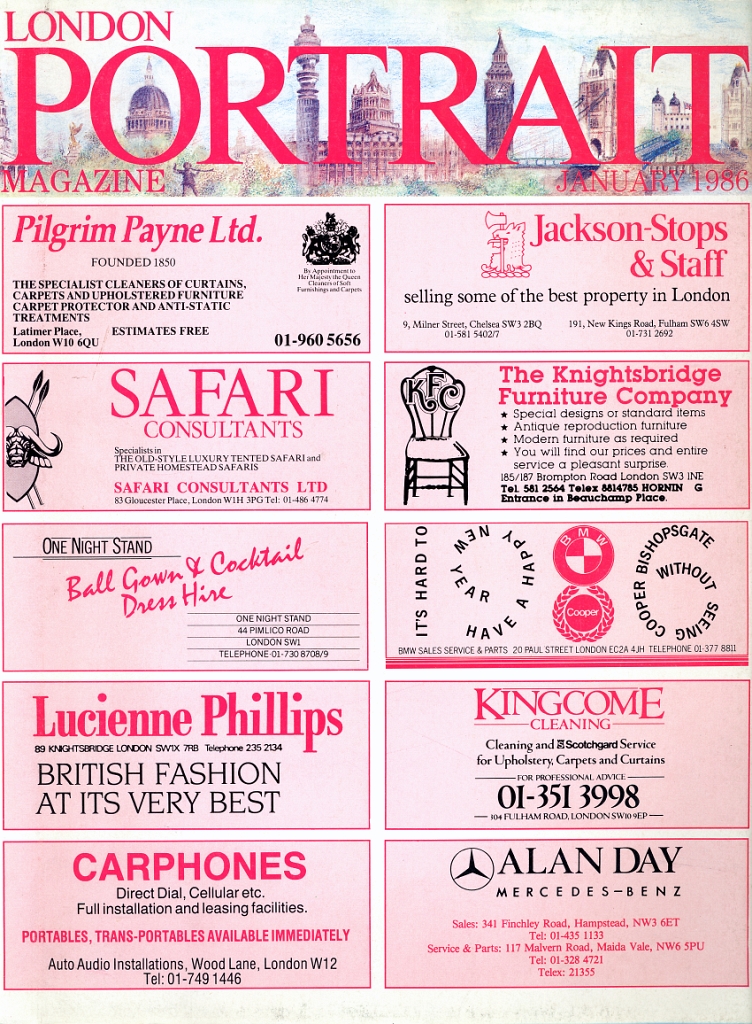 LONDON
PORTRAIT
MAGAZINE
JANUARY 1986
Pilgrim Payne Ltd.
FOUNDED 1850
By Appointment to
Her Majesty the Queen
Cleaners of Soft
Furnishings and Carpets
THE SPECIALIST CLEANERS OF CURTAINS,
CARPETS AND UPHOLSTERED FURNITURE
CARPET PROTECTOR AND ANTI-STATIC
TREATMENTS
Latimer Place, ESTIMATES FREE
London W10 6QU
01-960 5656
Jackson-Stops
& Staff
selling some of the best property in London
9, Milner Street, Chelsea SW3 2BQ
01-581 5402/7
191, New Kings Road, Fulham SW6 4SW
01-731 2692
SAFARI
CONSULTANTS
Specialists in
THE OLD-STYLE LUXURY TENTED SAFARI and
PRIVATE HOMESTEAD SAFARIS
SAFARI CONSULTANTS LTD
83 Gloucester Place, London W1H 3PG Tel: 01-486 4774
KFC
The Knightsbridge
Furniture Company
★ Special designs or standard items
★ Antique reproduction furniture
★ Modern furniture as required
★ You will find our prices and entire
service a pleasant surprise.
185/187 Brompton Road London SW3 1NE
Tel 581 2564 Telex 8814785 HORNIN G
Entrance in Beauchamp Place.
ONE NIGHT STAND
Ball Gown & Cocktail
Dress Hire
ONE NIGHT STAND
44 PIMLICO ROAD
LONDON SW1
TELEPHONE 01-730 8708/9
IT'S HARD TO
HAVE A HAPPY NEW YEAR
BMW
Cooper
WITHOUT SEEING COOPER BISHOPSGATE
BMW SALES SERVICE & PARTS 20 PAUL STREET LONDON EC2A 4JH TELEPHONE 01-377 8811
Lucienne Phillips
89 KNIGHTSBRIDGE LONDON SW1X 7RB Telephone 235 2134
BRITISH FASHION
AT ITS VERY BEST
KINGCOME
CLEANING
Cleaning and Scotchgard Service
for Upholstery, Carpets and Curtains
FOR PROFESSIONAL ADVICE
01-351 3998
104 FULHAM ROAD, LONDON SW10 9EP
CARPHONES
Direct Dial, Cellular etc.
Full installation and leasing facilities.
PORTABLES, TRANS-PORTABLES AVAILABLE IMMEDIATELY
Auto Audio Installations, Wood Lane, London W12
Tel: 01-749 1446
ALAN DAY
MERCEDES-BENZ
Sales: 341 Finchley Road, Hampstead, NW3 6ET
Tel: 01-435 1133
Service & Parts: 117 Malvern Road, Maida Vale, NW6 5PU
Tel: 01-328 4721
Telex: 21355